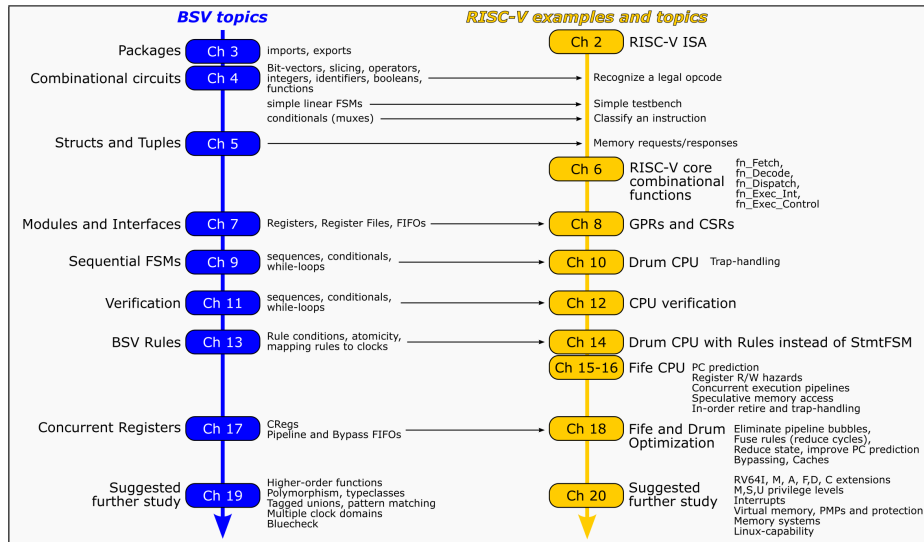 BSV topics
RISC-V examples and topics
Packages
Ch 3
imports, exports
Ch 2
RISC-V ISA
Combinational circuits
Ch 4
Bit-vectors, slicing, operators,
integers, identifiers, booleans,
functions
Recognize a legal opcode
simple linear FSMs
Simple testbench
conditionals (muxes)
Classify an instruction
Structs and Tuples
Ch 5
Memory requests/responses
Ch 6
RISC-V core
combinational
functions
fn_Fetch,
fn_Decode,
fn_Dispatch,
fn_Exec_Int,
fn_Exec_Control
Modules and Interfaces
Ch 7
Registers, Register Files, FIFOs
Ch 8
GPRs and CSRs
Sequential FSMs
Ch 9
sequences, conditionals,
while-loops
Ch 10
Drum CPU
Trap-handling
Verification
Ch 11
sequences, conditionals,
while-loops
Ch 12
CPU verification
BSV Rules
Ch 13
Rule conditions, atomicity,
mapping rules to clocks
Ch 14
Drum CPU with Rules instead of StmtFSM
Ch 15-16
Fife CPU
PC prediction
Register R/W hazards
Concurrent execution pipelines
Speculative memory access
In-order retire and trap-handling
Concurrent Registers
Ch 17
CRegs
Pipeline and Bypass FIFOs
Ch 18
Fife and Drum
Optimization
Eliminate pipeline bubbles,
Fuse rules (reduce cycles),
Reduce state, improve PC prediction
Bypassing, Caches
Suggested
further study
Ch 19
Higher-order functions
Polymorphism, typeclasses
Tagged unions, pattern matching
Multiple clock domains
Bluecheck
Ch 20
Suggested
further study
RV64I, M, A, F,D, C extensions
M,S,U privilege levels
Interrupts
Virtual memory, PMPs and protection
Memory systems
Linux-capability